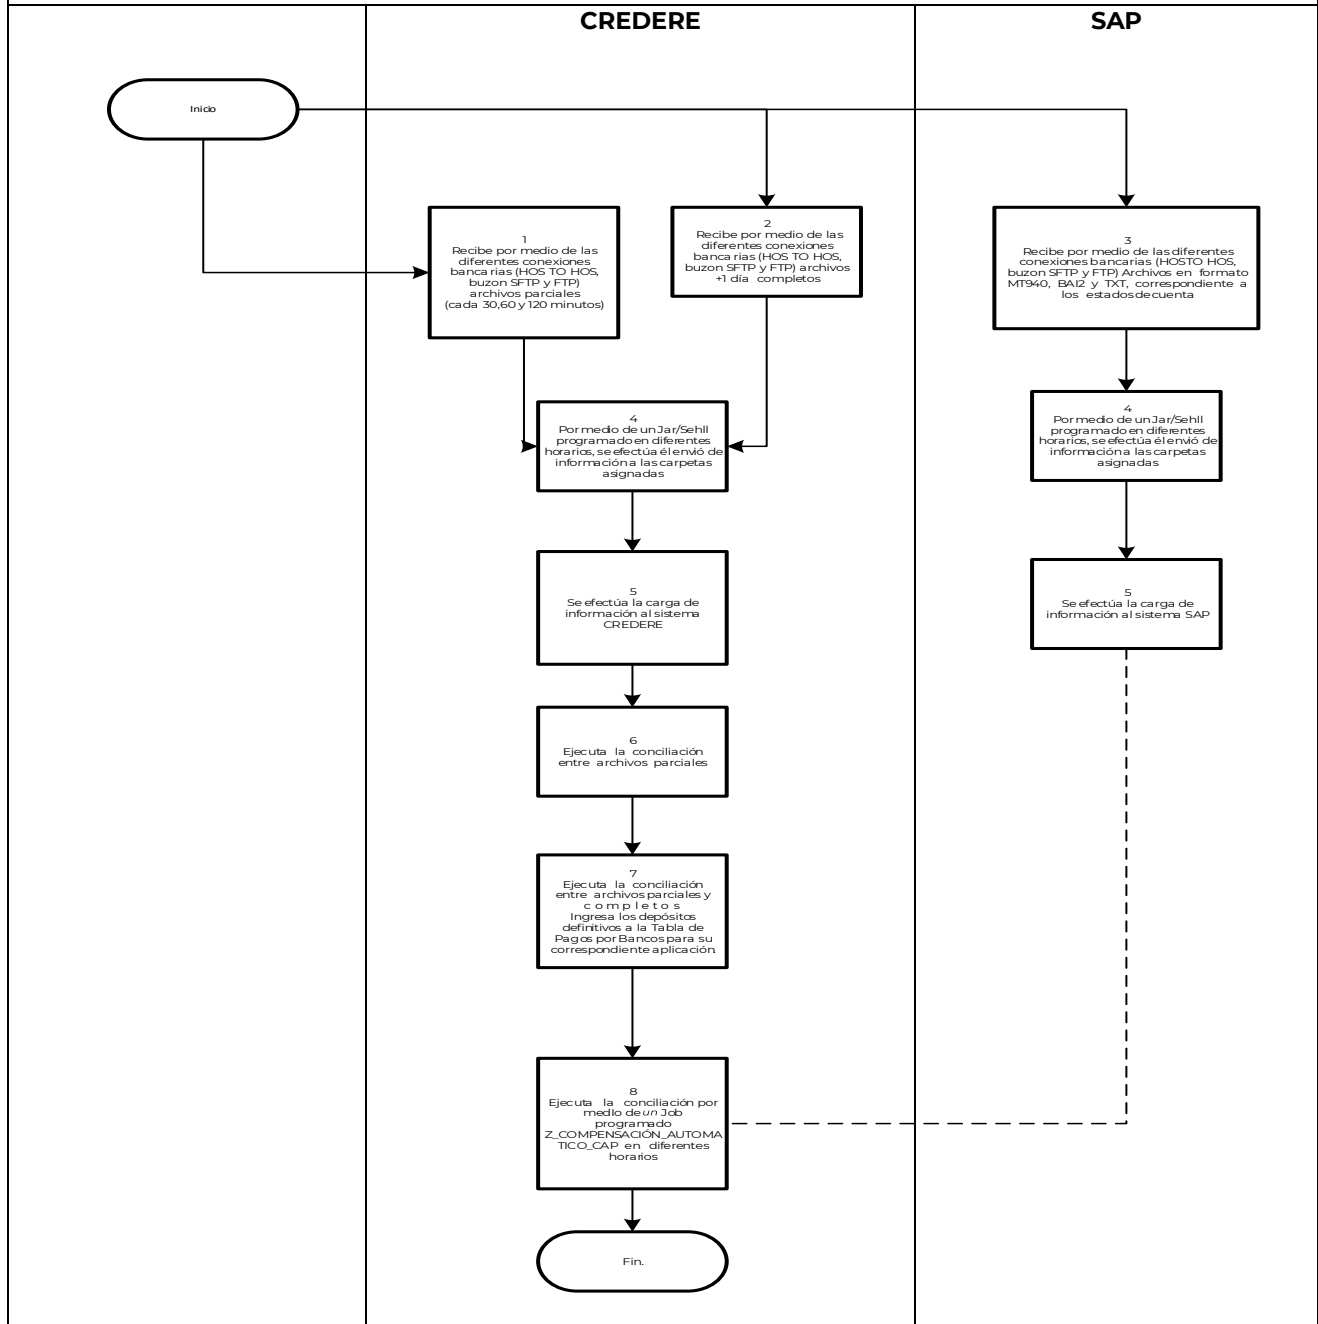 CREDERE
SAP
Inicio
1
Recibe por medio de las
diferentes conexiones
bancarias (HOS TO HOS,
buzon SFTP y FTP)
archivos parciales
(cada 30,60 y 120 minutos)
2
Recibe por medio de las
diferentes conexiones
bancarias (HOS TO HOS,
buzon SFTP y FTP) archivos
+1 día completos
3
Recibe por medio de las diferentes
conexiones bancarias (HOS TO HOS,
buzon SFTP y FTP) Archivos en formato
MT940, BAI2 y TXT, correspondiente a
los estados de cuenta
4
Por medio de un Jar/Sehll
programado en diferentes
horarios, se efectúa él envió de
información a las carpetas
asignadas
4
Por medio de un Jar/Sehll
programado en diferentes
horarios, se efectúa él envió de
información a las carpetas
asignadas
5
Se efectúa la carga de
información al sistema
CREDERE
5
Se efectúa la carga de
información al sistema SAP
6
Ejecuta la conciliación
entre archivos parciales
7
Ejecuta la conciliación
entre archivos parciales y
completos
Ingresa los depósitos
definitivos a la Tabla de
Pagos por Bancos para su
correspondiente aplicación.
8
Ejecuta la conciliación por
medio de un Job
programado
Z_COMPENSACIÓN_AUTOMA
TICO_CAP en diferentes
horarios
Fin.